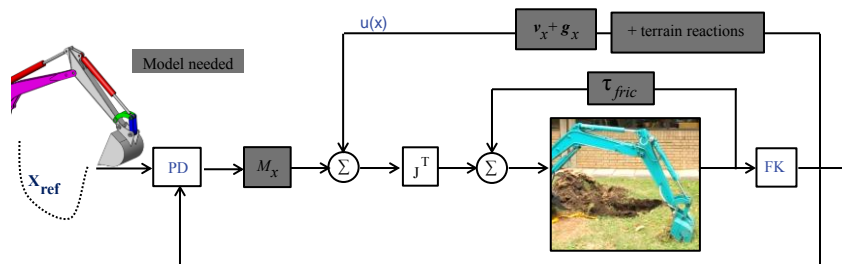 u(x)
v_x + g_x
+ terrain reactions
Model needed
τ_fric
X_ref
PD
M_x
Σ
J^T
Σ
FK